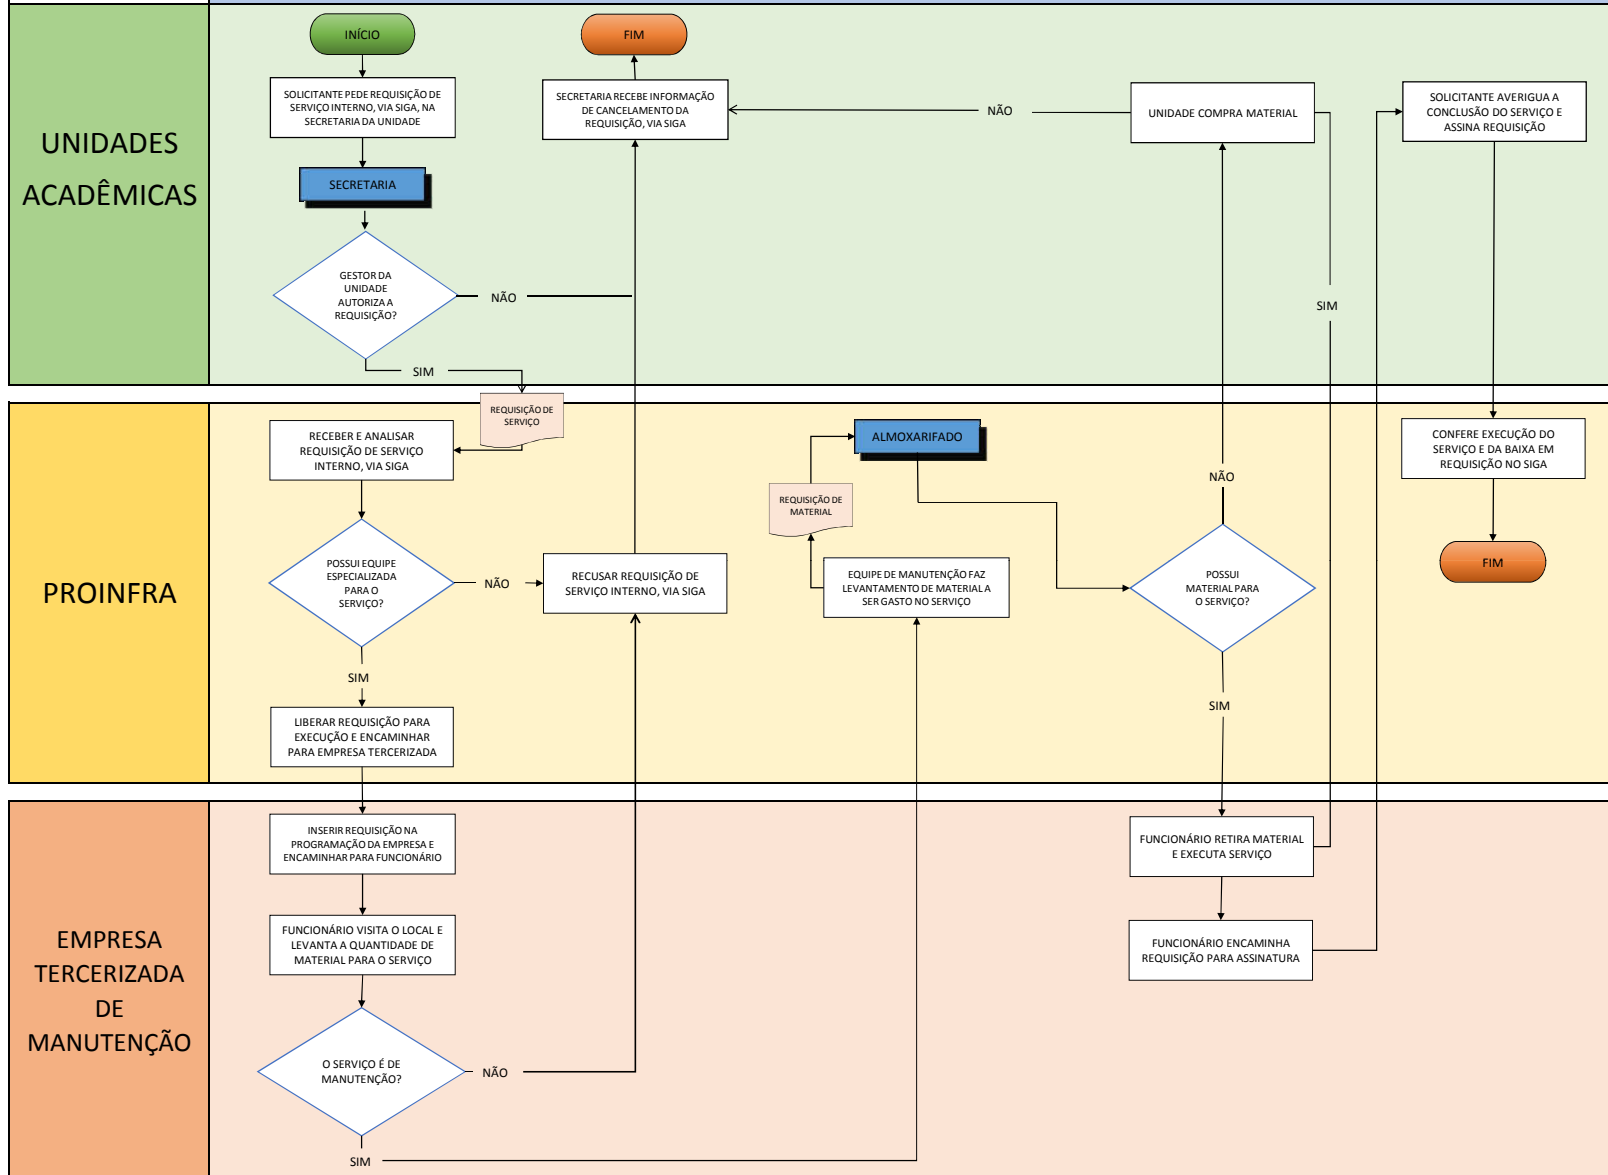 UNIDADES
ACADÊMICAS
INÍCIO
SOLICITANTE PEDE REQUISIÇÃO DE
SERVIÇO INTERNO, VIA SIGA, NA
SECRETARIA DA UNIDADE
SECRETARIA
GESTOR DA
UNIDADE
AUTORIZA A
REQUISIÇÃO?
NÃO
SIM
FIM
SECRETARIA RECEBE INFORMAÇÃO
DE CANCELAMENTO DA
REQUISIÇÃO, VIA SIGA
NÃO
UNIDADE COMPRA MATERIAL
SIM
SOLICITANTE AVERIGUA A
CONCLUSÃO DO SERVIÇO E
ASSINA REQUISIÇÃO
PROINFRA
REQUISIÇÃO DE
SERVIÇO
RECEBER E ANALISAR
REQUISIÇÃO DE SERVIÇO
INTERNO, VIA SIGA
POSSUI EQUIPE
ESPECIALIZADA
PARA O
SERVIÇO?
NÃO
SIM
RECUSAR REQUISIÇÃO DE
SERVIÇO INTERNO, VIA SIGA
LIBERAR REQUISIÇÃO PARA
EXECUÇÃO E ENCAMINHAR
PARA EMPRESA TERCERIZADA
ALMOXARIFADO
REQUISIÇÃO DE
MATERIAL
EQUIPE DE MANUTENÇÃO FAZ
LEVANTAMENTO DE MATERIAL A
SER GASTO NO SERVIÇO
NÃO
POSSUI
MATERIAL PARA
O SERVIÇO?
SIM
CONFERE EXECUÇÃO DO
SERVIÇO E DA BAIXA EM
REQUISIÇÃO NO SIGA
FIM
EMPRESA
TERCERIZADA
DE
MANUTENÇÃO
INSERIR REQUISIÇÃO NA
PROGRAMAÇÃO DA EMPRESA E
ENCAMINHAR PARA FUNCIONÁRIO
FUNCIONÁRIO VISITA O LOCAL E
LEVANTA A QUANTIDADE DE
MATERIAL PARA O SERVIÇO
O SERVIÇO É DE
MANUTENÇÃO?
NÃO
SIM
FUNCIONÁRIO RETIRA MATERIAL
E EXECUTA SERVIÇO
FUNCIONÁRIO ENCAMINHA
REQUISIÇÃO PARA ASSINATURA